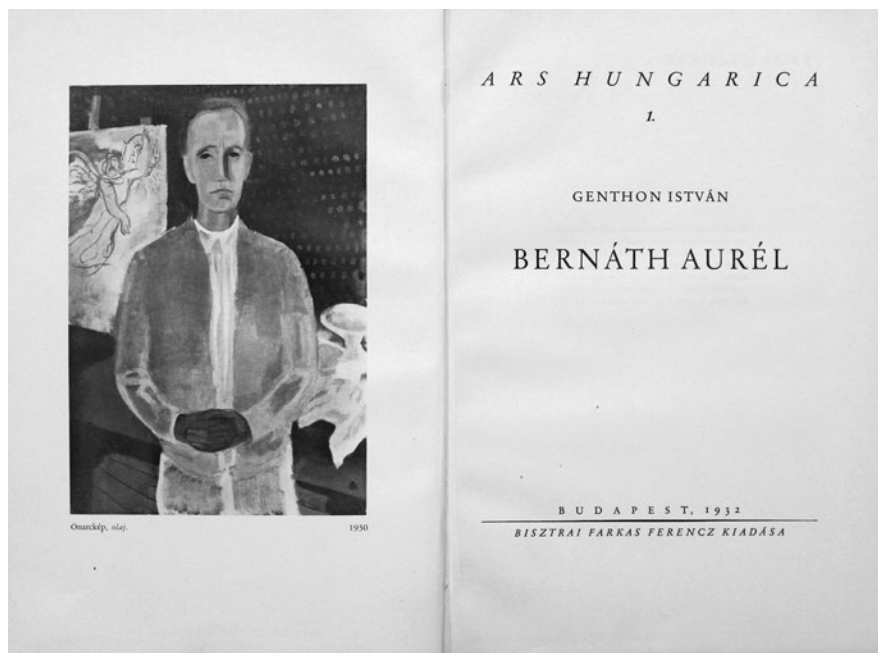 Önarckép, olaj. 1930
ARS HUNGARICA
1.
GENTHON ISTVÁN
BERNÁTH AURÉL
BUDAPEST, 1932
BISZTRAI FARKAS FERENCZ KIADÁSA